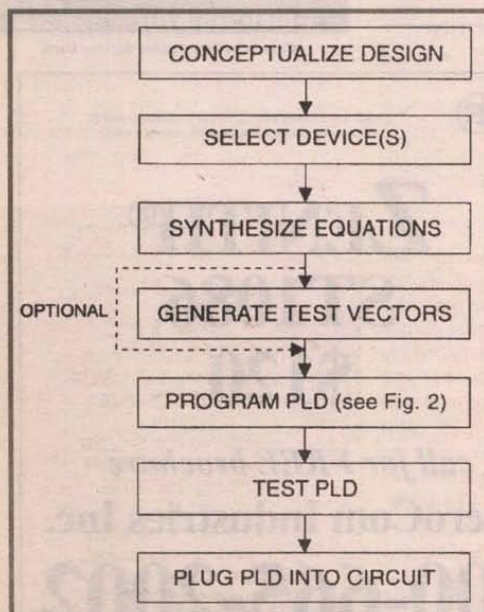 CONCEPTUALIZE DESIGN
SELECT DEVICE(S)
SYNTHESIZE EQUATIONS
OPTIONAL
GENERATE TEST VECTORS
PROGRAM PLD (see Fig. 2)
TEST PLD
PLUG PLD INTO CIRCUIT